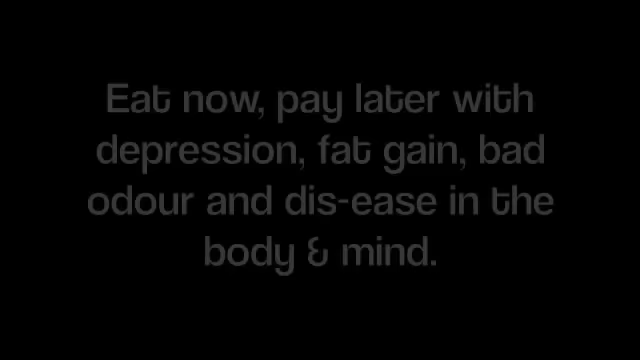 Eat now, pay later with
depression, fat gain, bad
odour and dis-ease in the
body & mind.